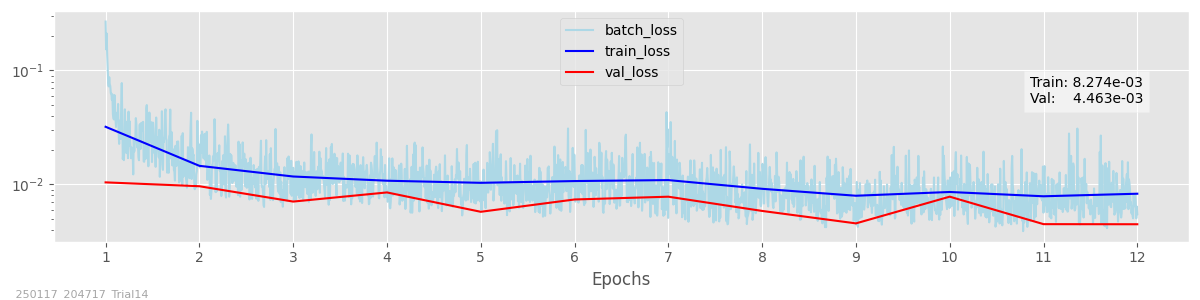 batch_loss
train_loss
val_loss
Train: 8.274e-03
Val: 4.463e-03
10⁻¹
10⁻²
1 2 3 4 5 6 7 8 9 10 11 12
Epochs
250117_204717_Trial14